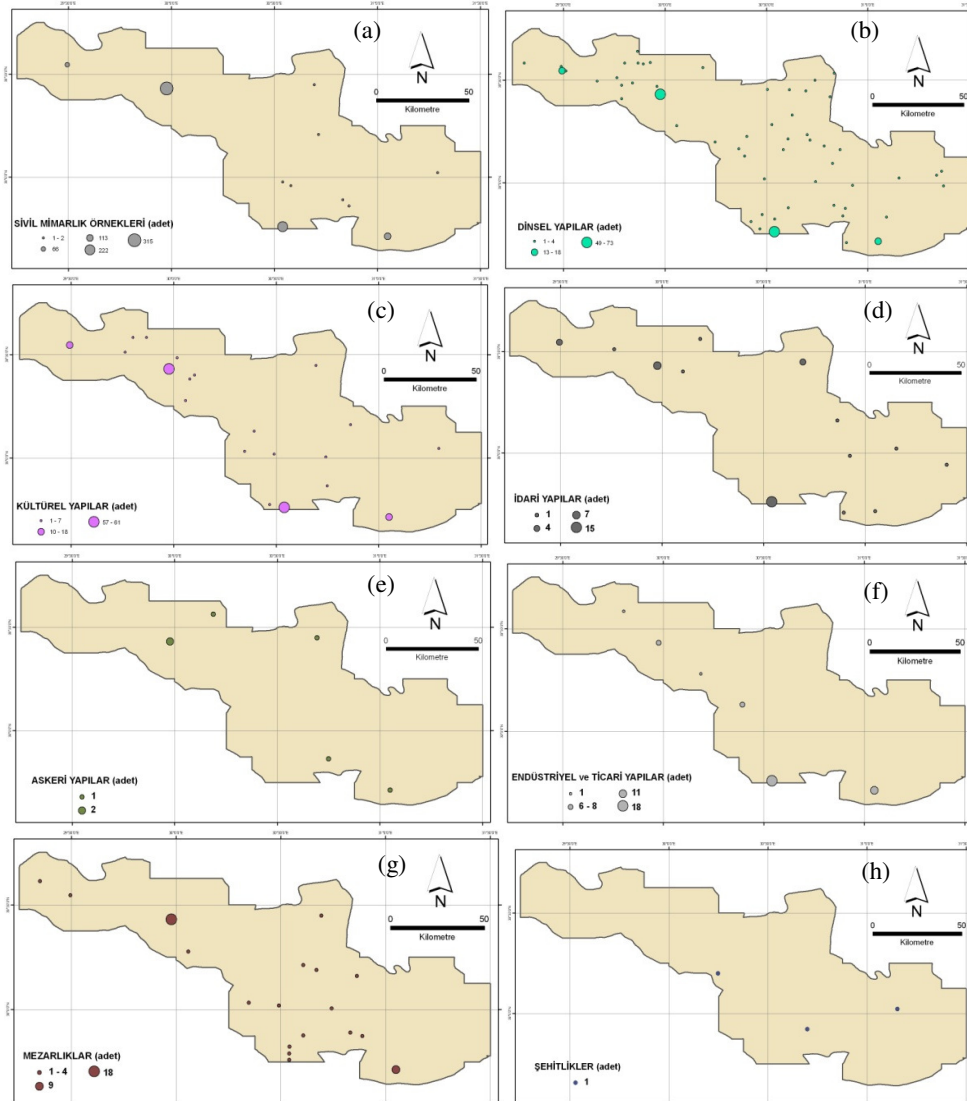 (a)
N
0 50
Kilometre
SİVİL MİMARLIK ÖRNEKLERİ (adet)
1 - 2 113 315
66 222
(b)
N
0 50
Kilometre
DİNSEL YAPILAR (adet)
1 - 4 49 - 73
13 - 18
(c)
N
0 50
Kilometre
KÜLTÜREL YAPILAR (adet)
1 - 7 57 - 61
10 - 18
(d)
N
0 50
Kilometre
İDARİ YAPILAR (adet)
1 7
4 15
(e)
N
0 50
Kilometre
ASKERİ YAPILAR (adet)
1
2
(f)
N
0 50
Kilometre
ENDÜSTRİYEL ve TİCARİ YAPILAR (adet)
1 11
6 - 8 18
(g)
N
0 50
Kilometre
MEZARLIKLAR (adet)
1 - 4 18
9
(h)
N
0 50
Kilometre
ŞEHİTLİKLER (adet)
1